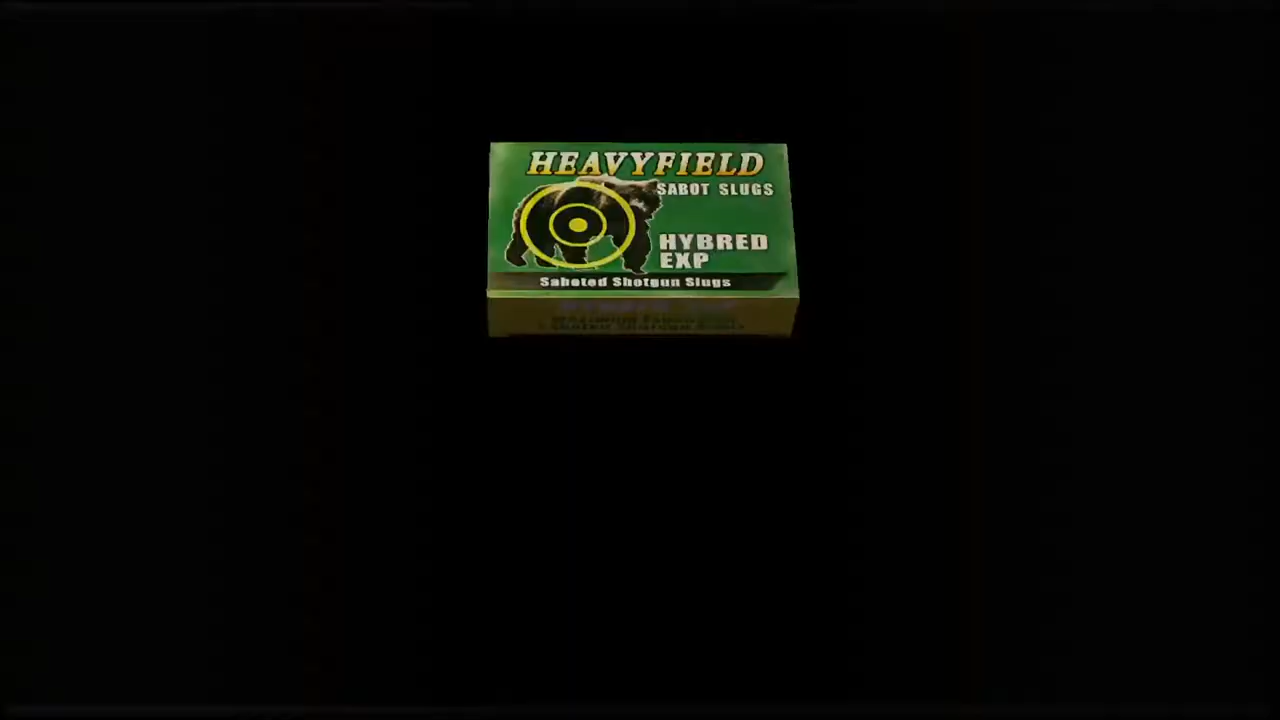 HEAVYFIELD
SABOT SLUGS
HYBRED
EXP
Saboted Shotgun Slugs